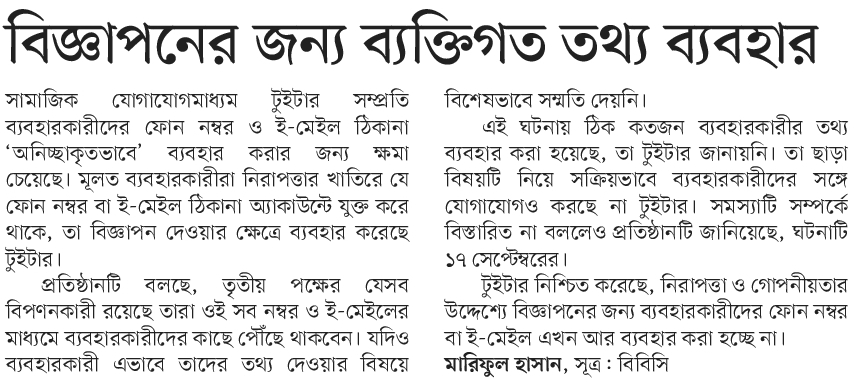 বিজ্ঞাপনের জন্য ব্যক্তিগত তথ্য ব্যবহার
সামাজিক যোগাযোগমাধ্যম টুইটার সম্প্রতি
ব্যবহারকারীদের ফোন নম্বর ও ই-মেইল ঠিকানা
‘অনিচ্ছাকৃতভাবে’ ব্যবহার করার জন্য ক্ষমা
চেয়েছে। মূলত ব্যবহারকারীরা নিরাপত্তার খাতিরে যে
ফোন নম্বর বা ই-মেইল ঠিকানা অ্যাকাউন্টে যুক্ত করে
থাকে, তা বিজ্ঞাপন দেওয়ার ক্ষেত্রে ব্যবহার করেছে
টুইটার।
প্রতিষ্ঠানটি বলছে, তৃতীয় পক্ষের যেসব
বিপণনকারী রয়েছে তারা ওই সব নম্বর ও ই-মেইলের
মাধ্যমে ব্যবহারকারীদের কাছে পৌঁছে থাকবেন। যদিও
ব্যবহারকারী এভাবে তাদের তথ্য দেওয়ার বিষয়ে
বিশেষভাবে সম্মতি দেয়নি।
এই ঘটনায় ঠিক কতজন ব্যবহারকারীর তথ্য
ব্যবহার করা হয়েছে, তা টুইটার জানায়নি। তা ছাড়া
বিষয়টি নিয়ে সক্রিয়ভাবে ব্যবহারকারীদের সঙ্গে
যোগাযোগও করছে না টুইটার। সমস্যাটি সম্পর্কে
বিস্তারিত না বললেও প্রতিষ্ঠানটি জানিয়েছে, ঘটনাটি
১৭ সেপ্টেম্বরের।
টুইটার নিশ্চিত করেছে, নিরাপত্তা ও গোপনীয়তার
উদ্দেশ্যে বিজ্ঞাপনের জন্য ব্যবহারকারীদের ফোন নম্বর
বা ই-মেইল এখন আর ব্যবহার করা হচ্ছে না।
মারিফুল হাসান, সূত্র : বিবিসি